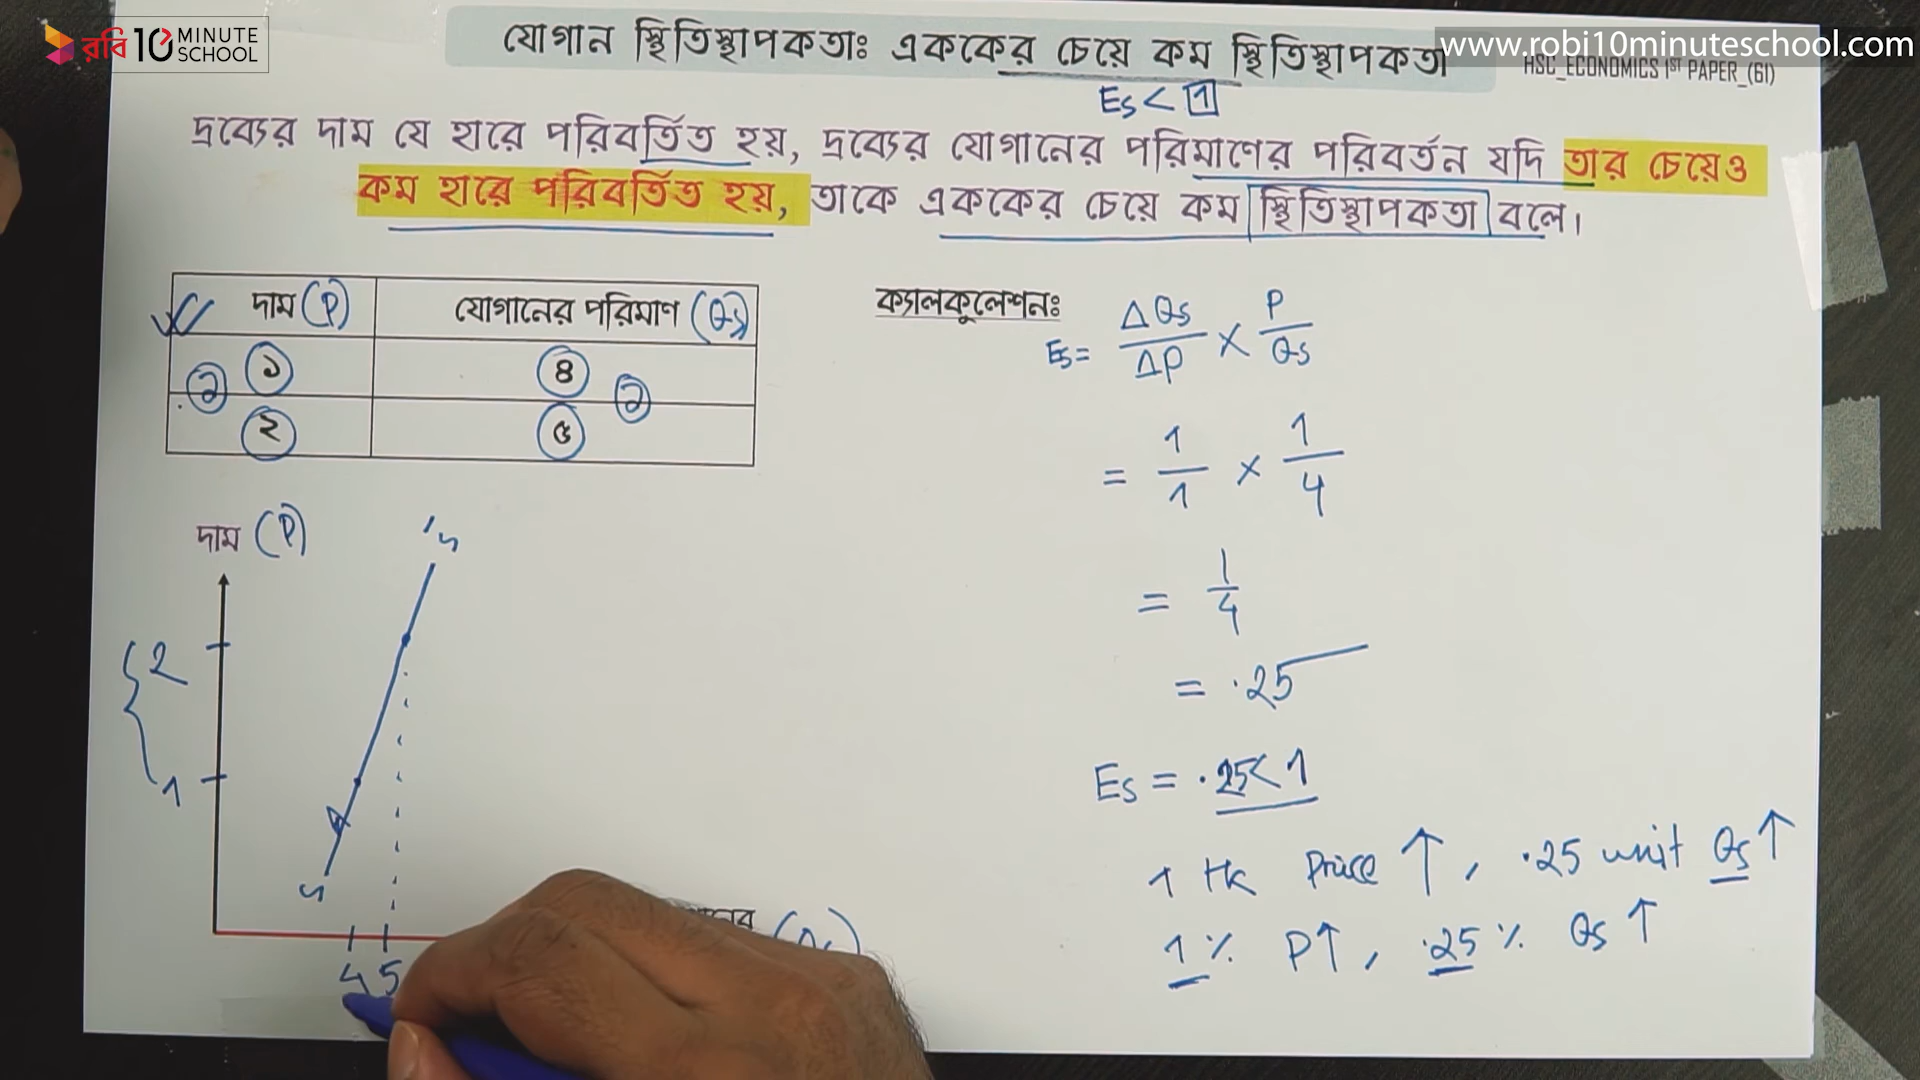 রবি 10 MINUTE SCHOOL
www.robi10minuteschool.com
যোগান স্থিতিস্থাপকতাঃ এককের চেয়ে কম স্থিতিস্থাপকতা
HSC_ECONOMICS 1ST PAPER_(61)
Es < 1
দ্রব্যের দাম যে হারে পরিবর্তিত হয়, দ্রব্যের যোগানের পরিমাণের পরিবর্তন যদি তার চেয়েও
কম হারে পরিবর্তিত হয়, তাকে এককের চেয়ে কম স্থিতিস্থাপকতা বলে।
দাম (P) যোগানের পরিমাণ (Qs)
১ ৪
১ ১
২ ৫
ক্যালকুলেশনঃ
Es = ΔQs/ΔP × P/Qs
= 1/1 × 1/4
= 1/4
= .25
Es = .25 < 1
1 Tk Price ↑, .25 unit Qs ↑
1% P↑, .25% Qs ↑
দাম (P)
S
2
1
S
4 5